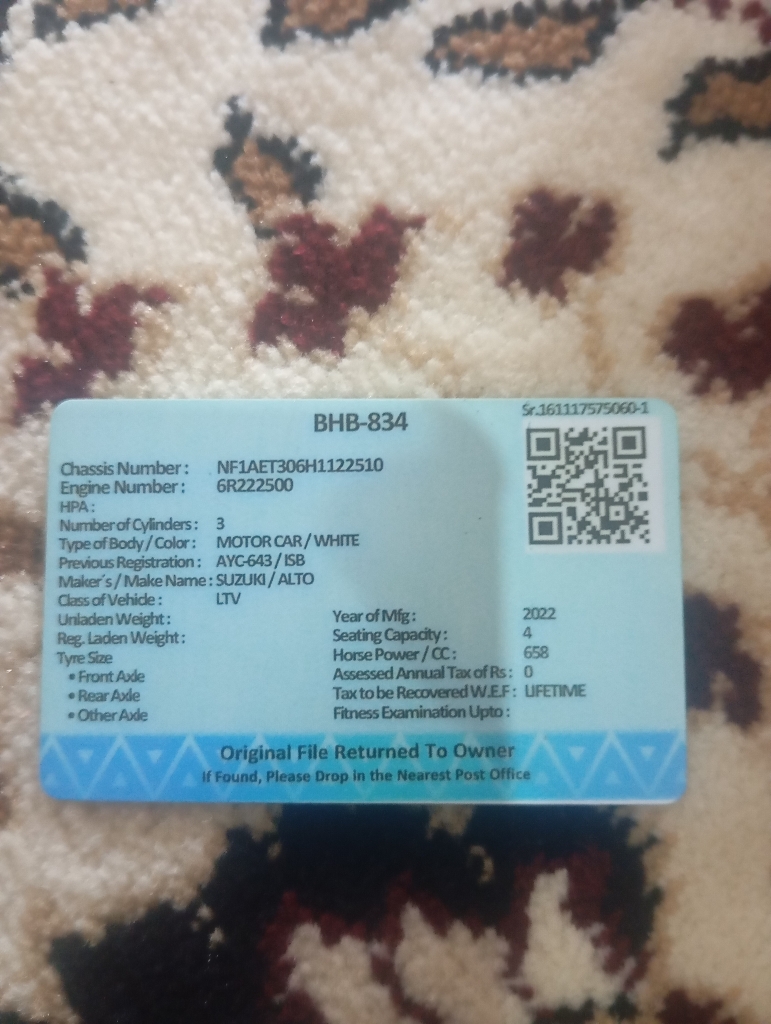 Sr.161117575060-1
BHB-834
Chassis Number : NF1AET306H1122510
Engine Number : 6R222500
HPA :
Number of Cylinders : 3
Type of Body / Color : MOTOR CAR / WHITE
Previous Registration : AYC-643 / ISB
Maker's / Make Name : SUZUKI / ALTO
Class of Vehicle : LTV
Unladen Weight :
Reg. Laden Weight :
Tyre Size
• Front Axle
• Rear Axle
• Other Axle
Year of Mfg : 2022
Seating Capacity : 4
Horse Power / CC : 658
Assessed Annual Tax of Rs : 0
Tax to be Recovered W.E.F : LIFETIME
Fitness Examination Upto :
Original File Returned To Owner
If Found, Please Drop in the Nearest Post Office